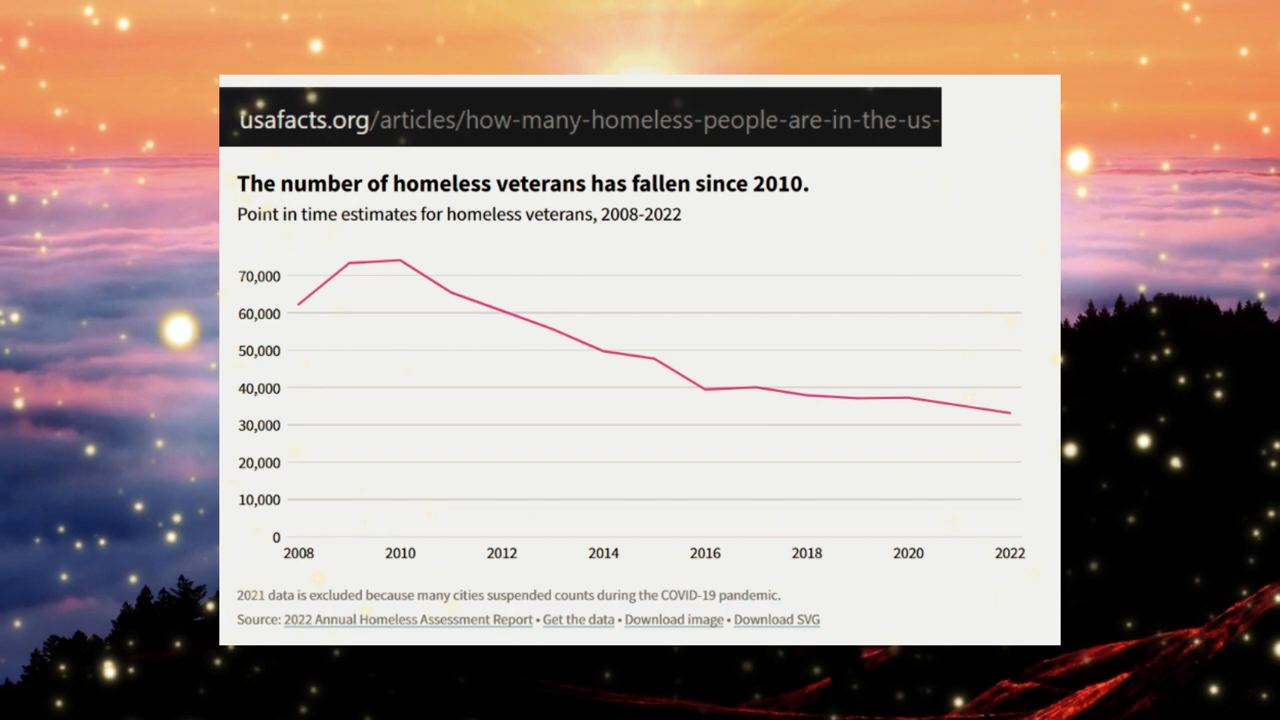 usafacts.org/articles/how-many-homeless-people-are-in-the-us-
The number of homeless veterans has fallen since 2010.
Point in time estimates for homeless veterans, 2008-2022
70,000
60,000
50,000
40,000
30,000
20,000
10,000
0
2008 2010 2012 2014 2016 2018 2020 2022
2021 data is excluded because many cities suspended counts during the COVID-19 pandemic.
Source: 2022 Annual Homeless Assessment Report • Get the data • Download image • Download SVG